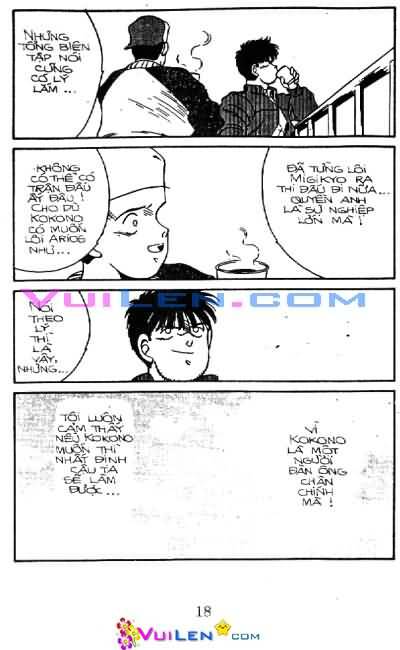 NHƯNG
TỔNG BIÊN
TẬP NÓI
CŨNG
CÓ LÝ
LẮM...
ĐÃ TỪNG LÔI
MIGIKYO RA
THI ĐẤU ĐI NỮA...
QUYỀN ANH
LÀ SỰ NGHIỆP
LỚN MÀ!
KHÔNG
CÓ THỂ CÓ
TRẬN ĐẤU
ẤY ĐÂU!
CHO DÙ
KOKONO
CÓ MUỐN
LÔI ARIOS
NHƯ...
NÓI
THEO
LÝ
THÌ
LÀ
VẬY,
NHƯNG...
VUILEN.COM
VÌ
KOKONO
LÀ MỘT
NGƯỜI
ĐÀN ÔNG
CHÂN
CHÍNH
MÀ!
TÔI LUÔN
CẢM THẤY
NẾU KOKONO
MUỐN THÌ
NHẤT ĐỊNH
CẬU TA
SẼ LÀM
ĐƯỢC...
18
VUILEN.COM